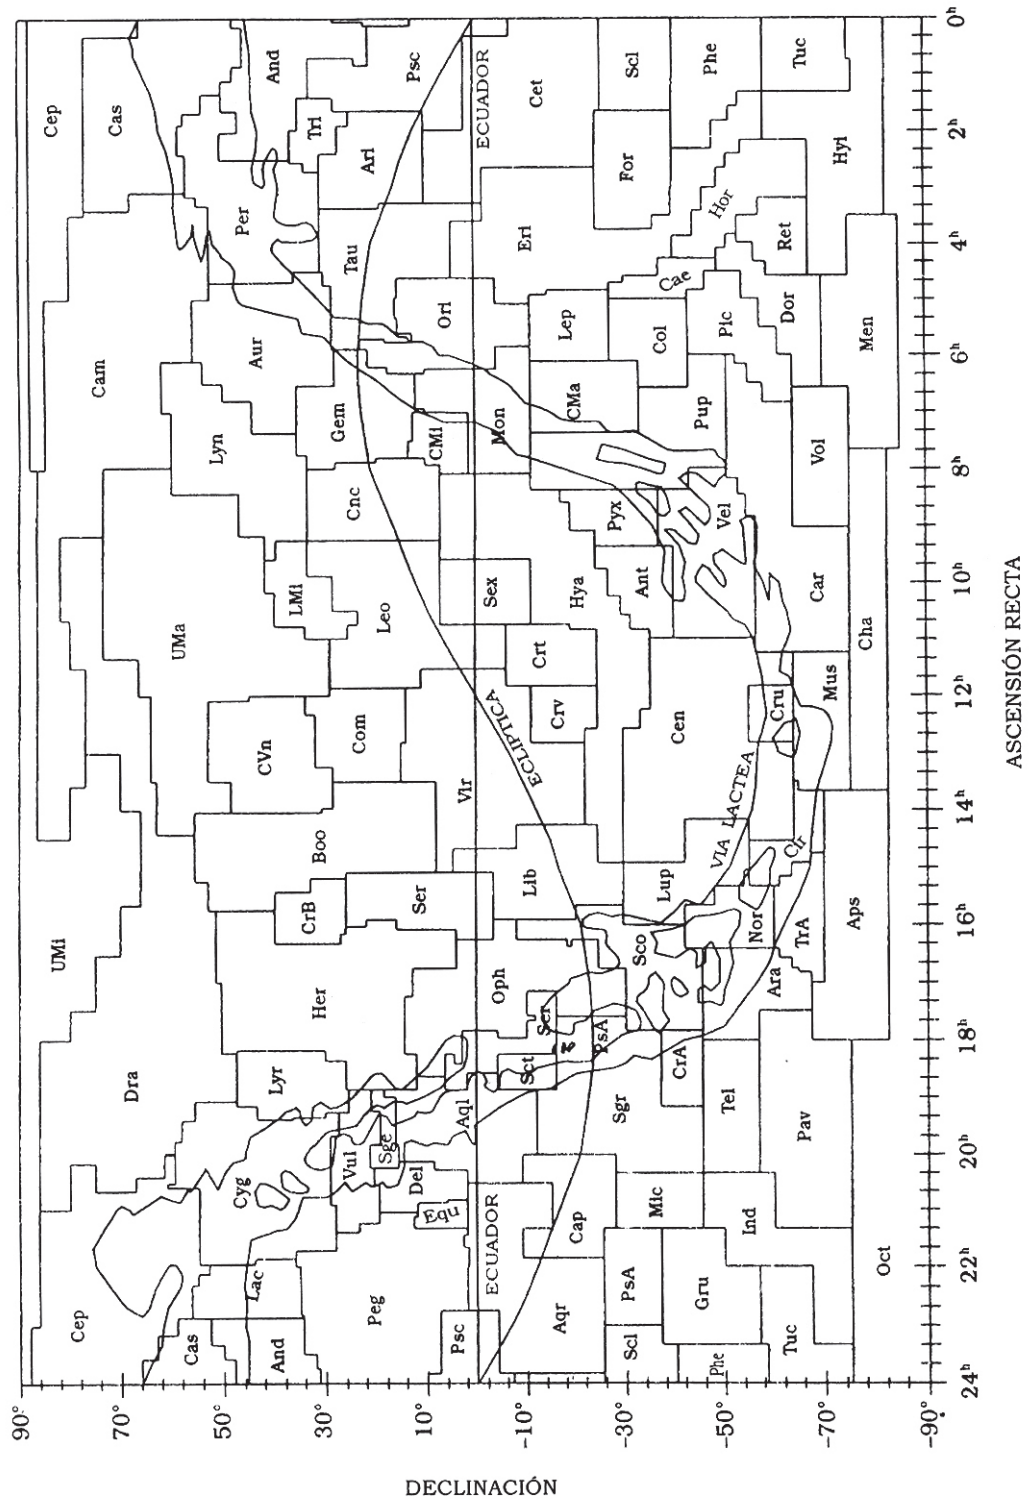 DECLINACIÓN
90°
70°
50°
30°
10°
-10°
-30°
-50°
-70°
-90°
Cep
UMi
Cep
Cam
Cas
Dra
UMa
Cas
Lac
Cyg
Lyr
Her
CVn
Boo
Lyn
Aur
Per
And
And
CrB
Com
LMi
Leo
Cnc
Gem
Tau
Ari
Tri
Psc
Peg
Vul
Sge
Del
Equ
Aql
Ser
Vir
CMi
Ori
Psc
ECUADOR
ECLIPTICA
ECUADOR
Aqr
Cap
Sct
Ser
Oph
Lib
Crv
Crt
Sex
Hya
Mon
CMa
Lep
Eri
Cet
Scl
PsA
Mic
Sgr
PsA
Sco
Lup
Cen
Ant
Pyx
Pup
Col
Cae
For
Scl
Phe
Gru
Ind
Tel
CrA
Ara
Nor
VIA LACTEA
Cru
Vel
Pic
Dor
Hor
Ret
Phe
Tuc
Pav
TrA
Cir
Mus
Car
Vol
Men
Hyi
Tuc
Oct
Aps
Cha
24h
22h
20h
18h
16h
14h
12h
10h
8h
6h
4h
2h
0h
ASCENSIÓN RECTA